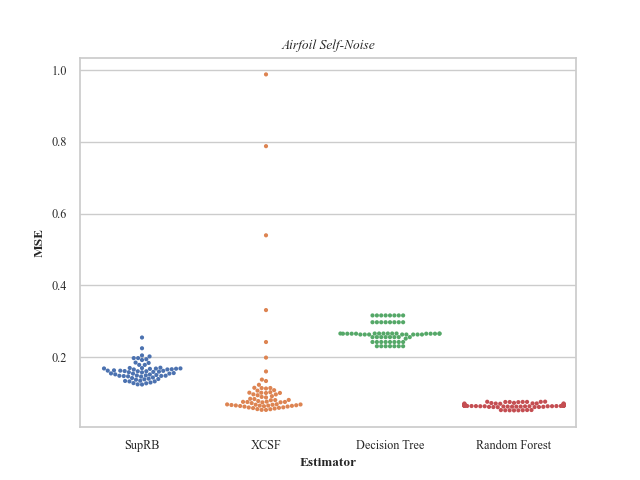 Airfoil Self-Noise
1.0
0.8
0.6
0.4
0.2
MSE
SupRB
XCSF
Decision Tree
Random Forest
Estimator